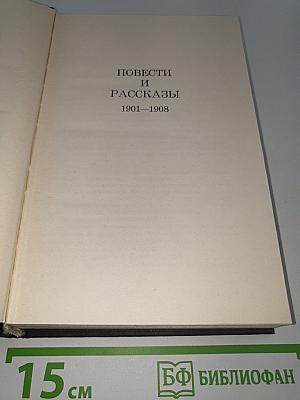 ПОВЕСТИ
И
РАССКАЗЫ
1901—1908
15 см
БФ БИБЛИОФАН